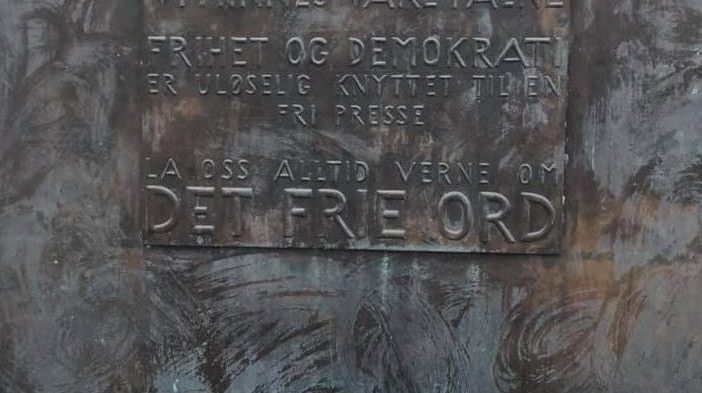 FRIHET OG DEMOKRATI
ER ULØSELIG KNYTTET TIL EN
FRI PRESSE
LA OSS ALLTID VERNE OM
DET FRIE ORD